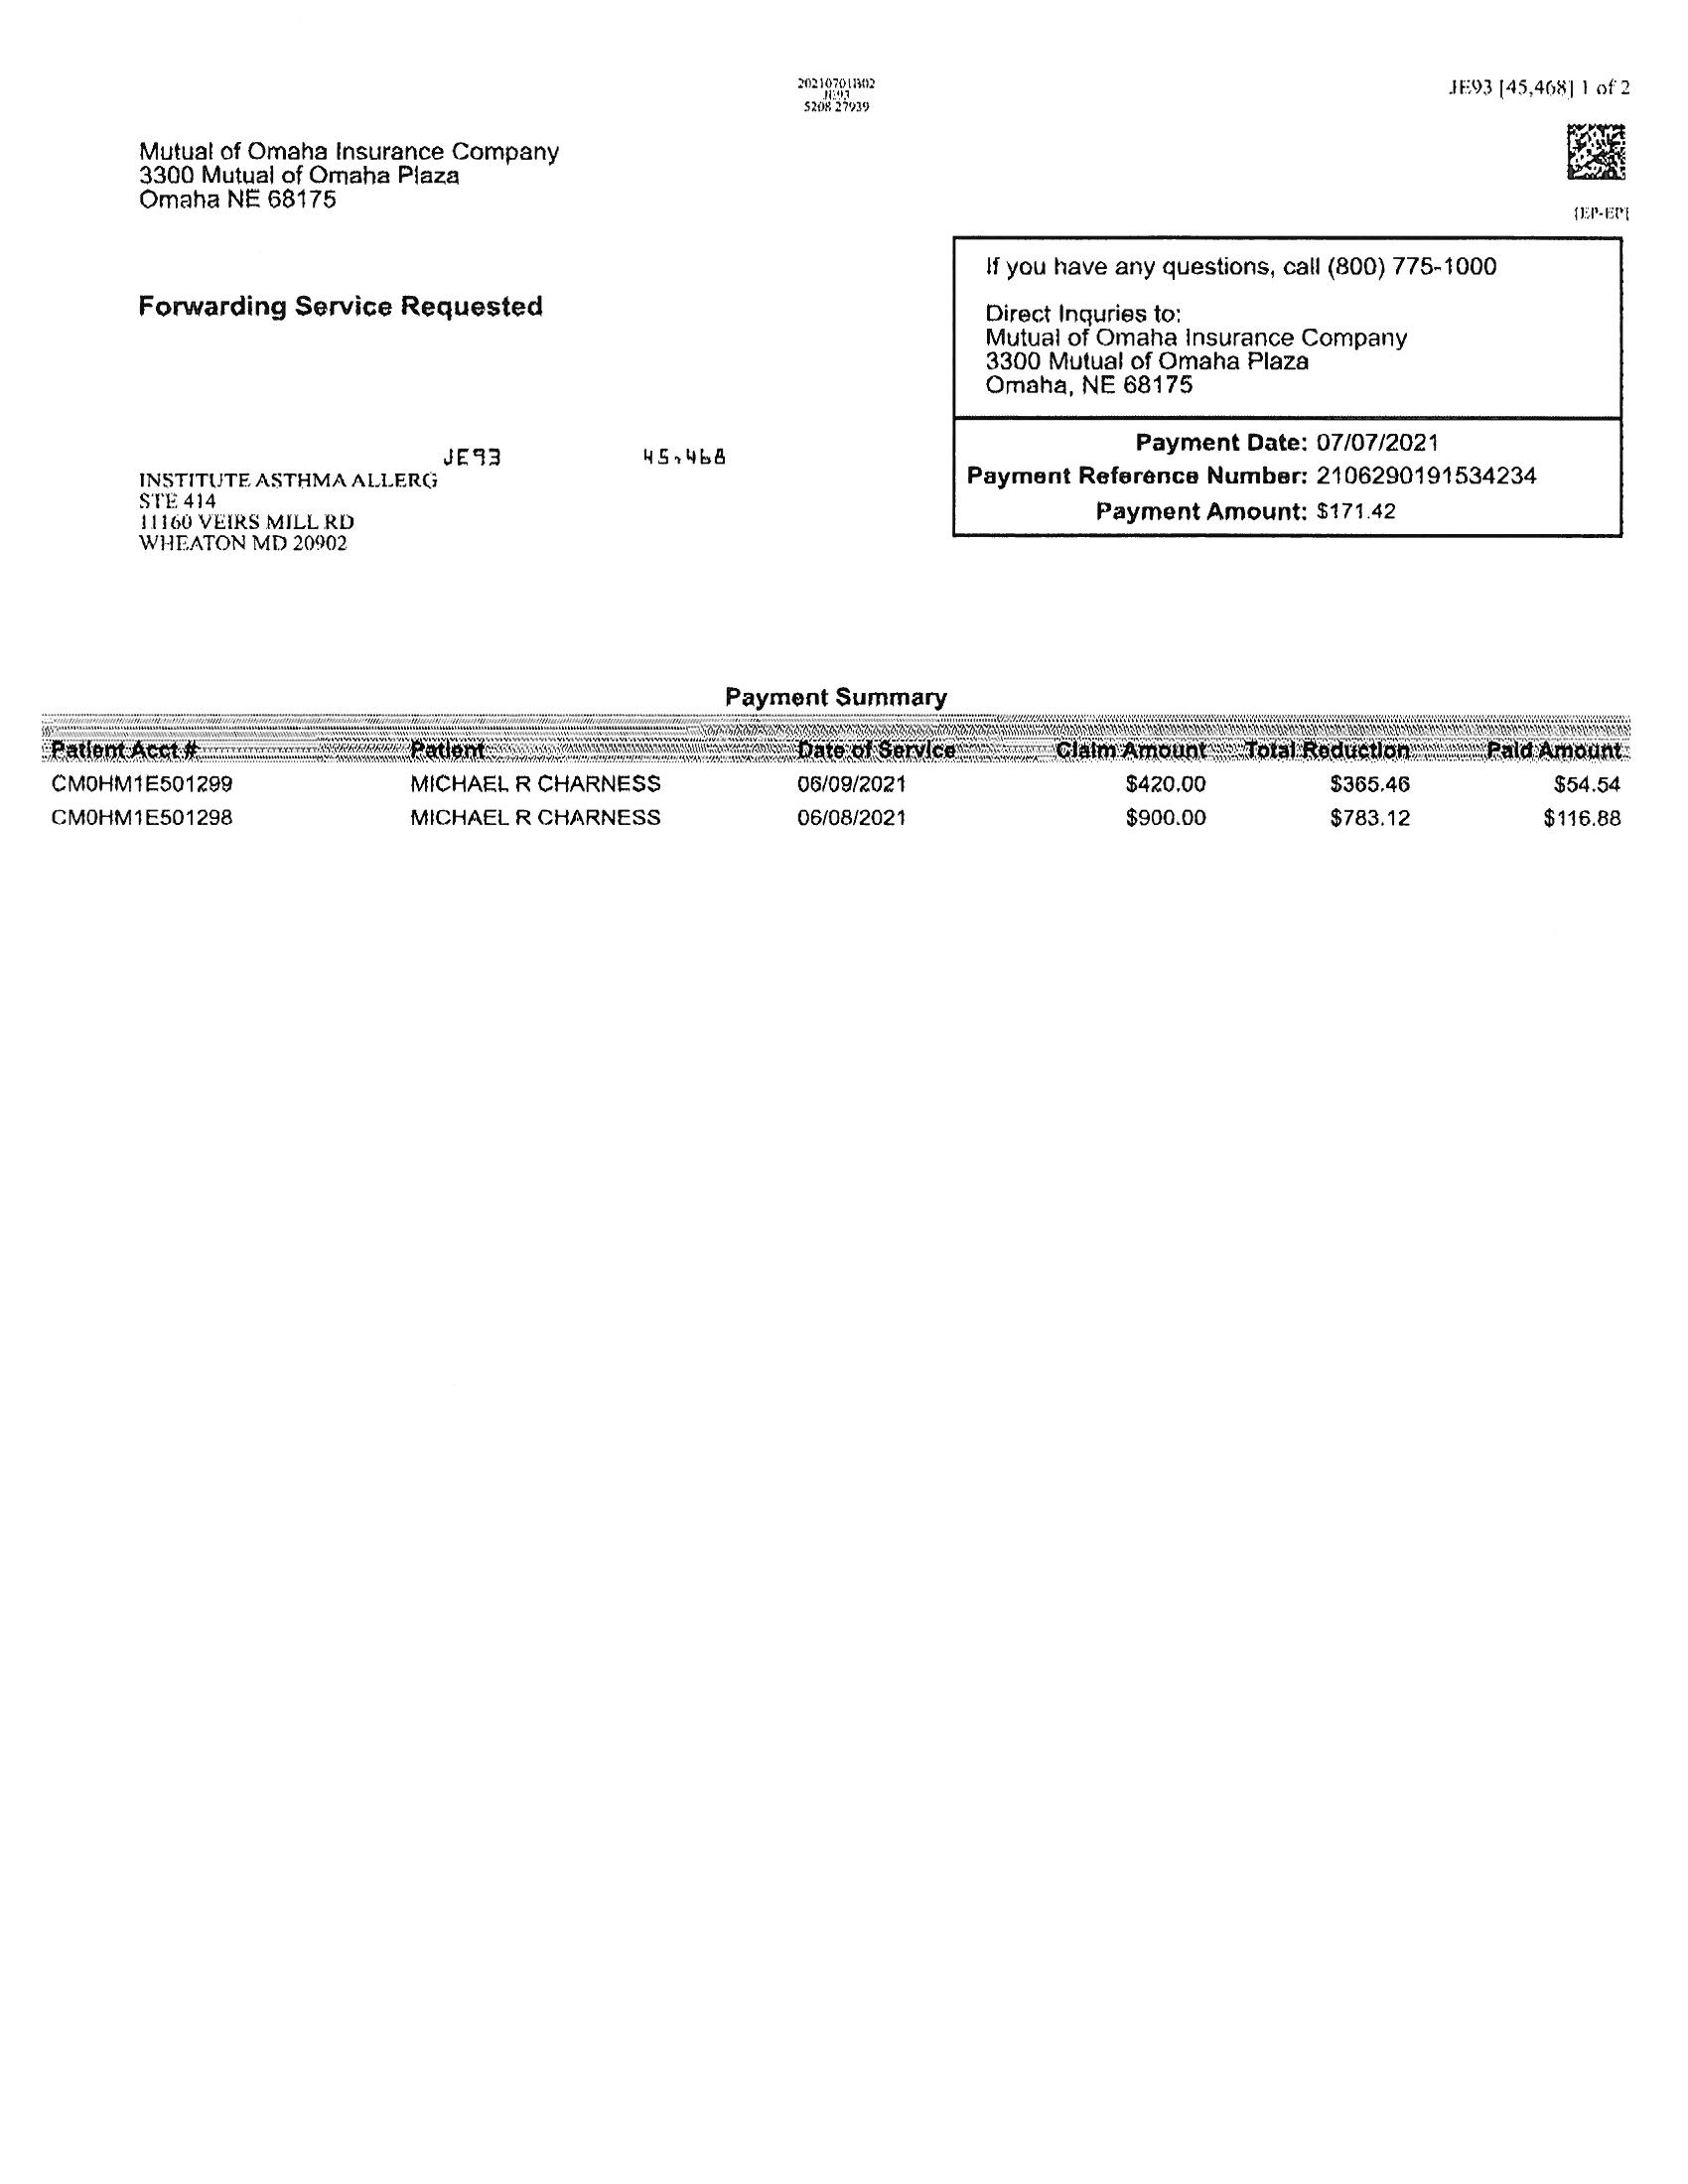 20210701B02
JE93
5208 27939
JE93 [45,468] 1 of 2
Mutual of Omaha Insurance Company
3300 Mutual of Omaha Plaza
Omaha NE 68175
[EP-EP]
If you have any questions, call (800) 775-1000
Forwarding Service Requested
Direct Inquries to:
Mutual of Omaha Insurance Company
3300 Mutual of Omaha Plaza
Omaha, NE 68175
JE93 45,468
INSTITUTE ASTHMA ALLERG
STE 414
11160 VEIRS MILL RD
WHEATON MD 20902
Payment Date: 07/07/2021
Payment Reference Number: 2106290191534234
Payment Amount: $171.42
Payment Summary
Patient Acct # Patient Date of Service Claim Amount Total Reduction Paid Amount
CM0HM1E501299 MICHAEL R CHARNESS 06/09/2021 $420.00 $365.46 $54.54
CM0HM1E501298 MICHAEL R CHARNESS 06/08/2021 $900.00 $783.12 $116.88